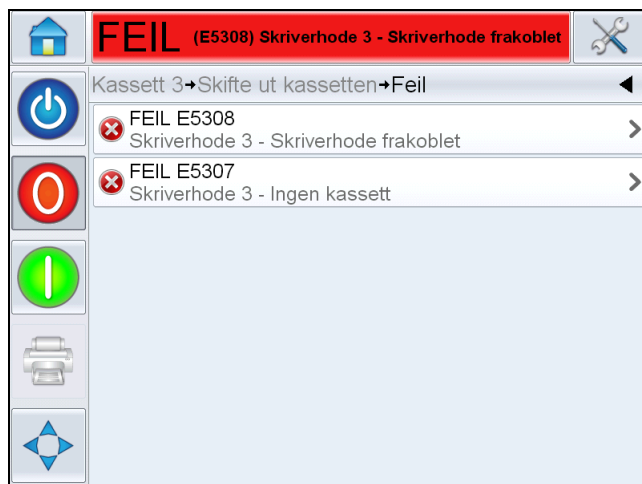 FEIL (E5308) Skriverhode 3 - Skriverhode frakoblet
Kassett 3→Skifte ut kassetten→Feil
FEIL E5308
Skriverhode 3 - Skriverhode frakoblet
FEIL E5307
Skriverhode 3 - Ingen kassett